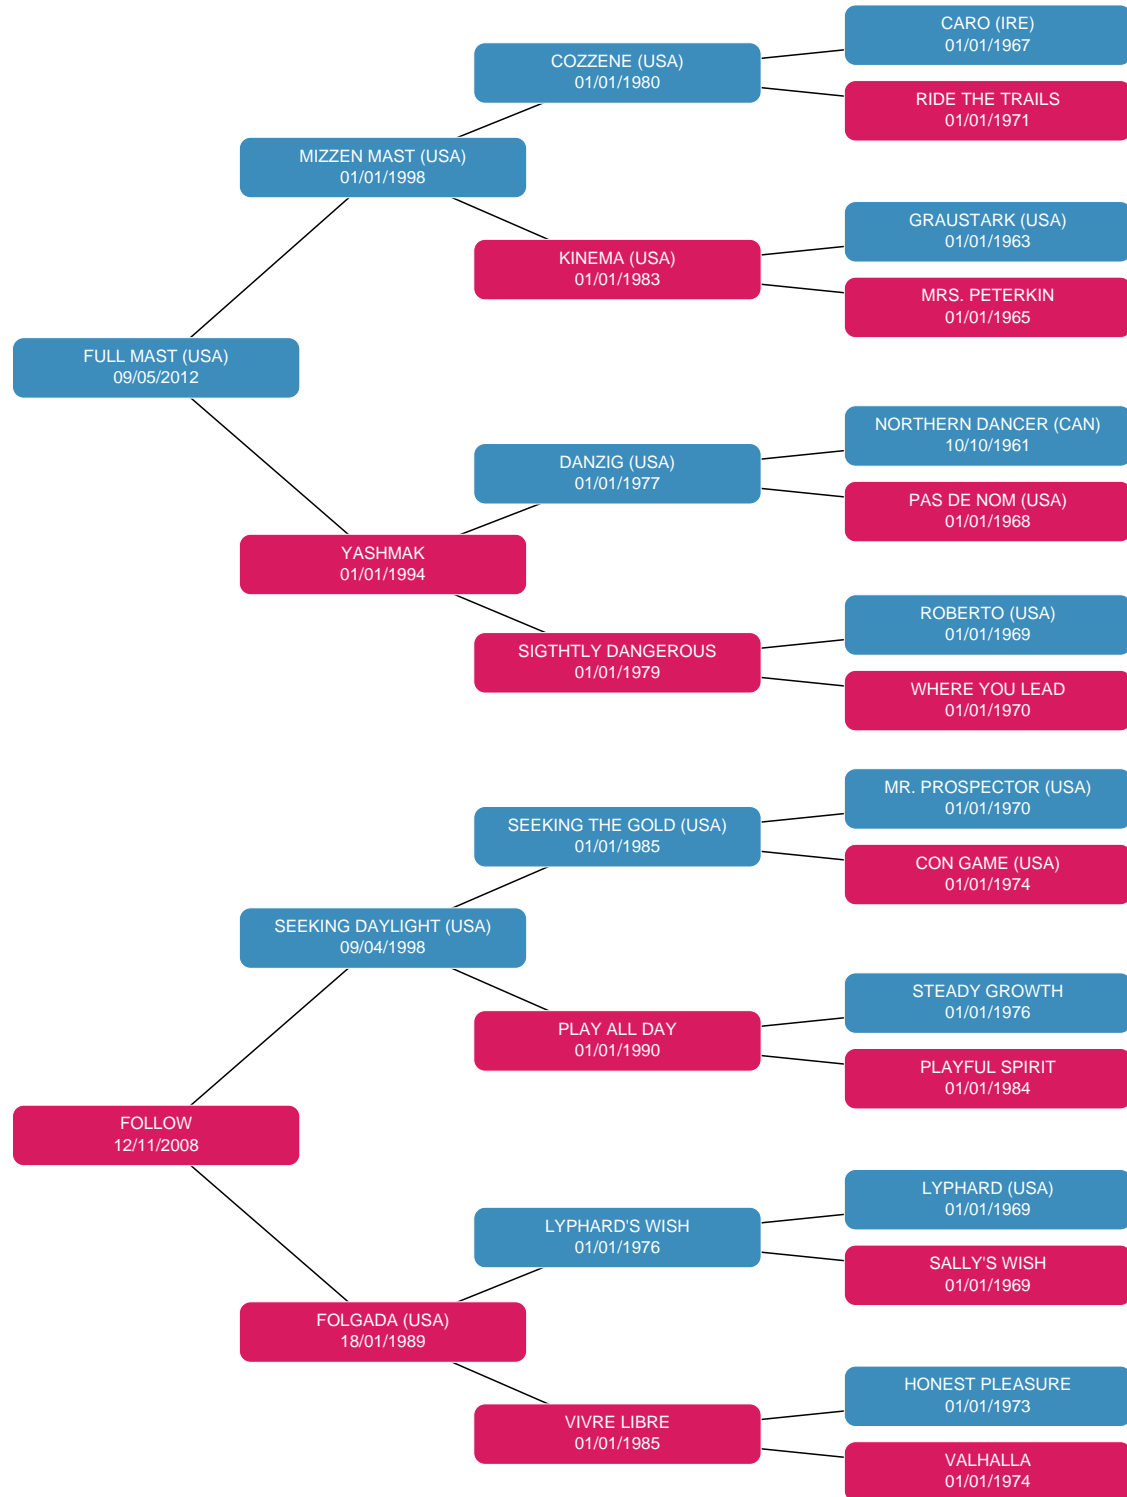 CARO (IRE)
01/01/1967
COZZENE (USA)
01/01/1980
RIDE THE TRAILS
01/01/1971
MIZZEN MAST (USA)
01/01/1998
GRAUSTARK (USA)
01/01/1963
KINEMA (USA)
01/01/1983
MRS. PETERKIN
01/01/1965
FULL MAST (USA)
09/05/2012
NORTHERN DANCER (CAN)
10/10/1961
DANZIG (USA)
01/01/1977
PAS DE NOM (USA)
01/01/1968
YASHMAK
01/01/1994
ROBERTO (USA)
01/01/1969
SIGTHTLY DANGEROUS
01/01/1979
WHERE YOU LEAD
01/01/1970
MR. PROSPECTOR (USA)
01/01/1970
SEEKING THE GOLD (USA)
01/01/1985
CON GAME (USA)
01/01/1974
SEEKING DAYLIGHT (USA)
09/04/1998
STEADY GROWTH
01/01/1976
PLAY ALL DAY
01/01/1990
PLAYFUL SPIRIT
01/01/1984
FOLLOW
12/11/2008
LYPHARD (USA)
01/01/1969
LYPHARD'S WISH
01/01/1976
SALLY'S WISH
01/01/1969
FOLGADA (USA)
18/01/1989
HONEST PLEASURE
01/01/1973
VIVRE LIBRE
01/01/1985
VALHALLA
01/01/1974